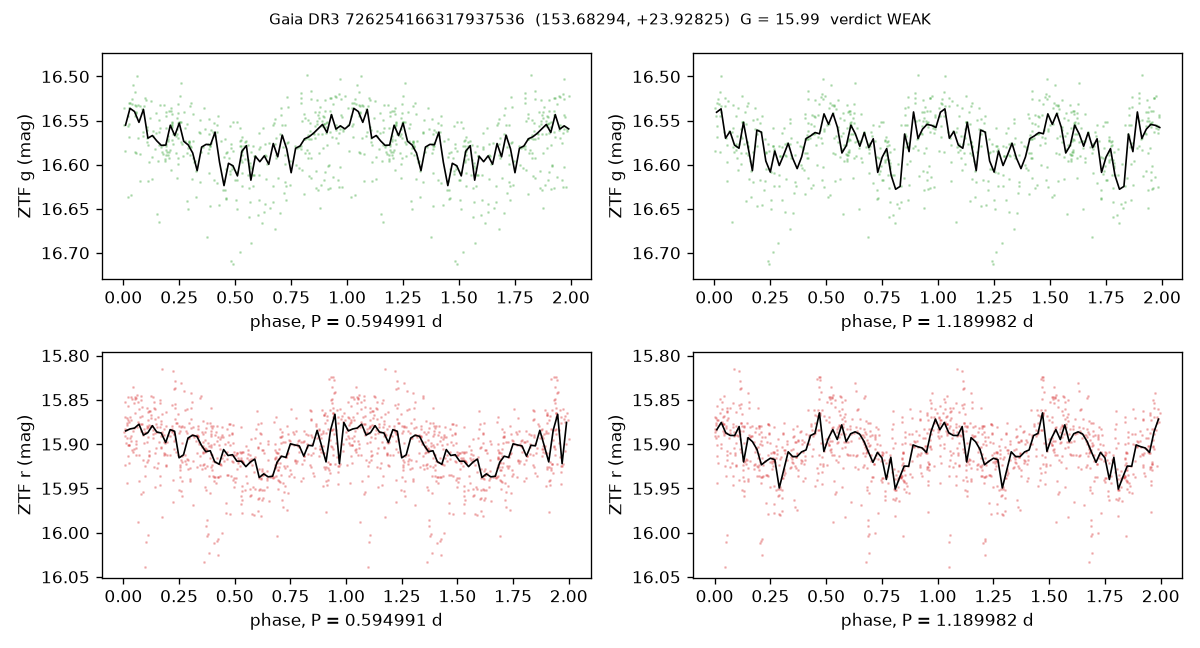 Gaia DR3 726254166317937536 (153.68294, +23.92825) G = 15.99 verdict WEAK
ZTF g (mag)
16.50
16.55
16.60
16.65
16.70
0.00 0.25 0.50 0.75 1.00 1.25 1.50 1.75 2.00
phase, P = 0.594991 d
ZTF g (mag)
16.50
16.55
16.60
16.65
16.70
0.00 0.25 0.50 0.75 1.00 1.25 1.50 1.75 2.00
phase, P = 1.189982 d
ZTF r (mag)
15.80
15.85
15.90
15.95
16.00
16.05
0.00 0.25 0.50 0.75 1.00 1.25 1.50 1.75 2.00
phase, P = 0.594991 d
ZTF r (mag)
15.80
15.85
15.90
15.95
16.00
16.05
0.00 0.25 0.50 0.75 1.00 1.25 1.50 1.75 2.00
phase, P = 1.189982 d